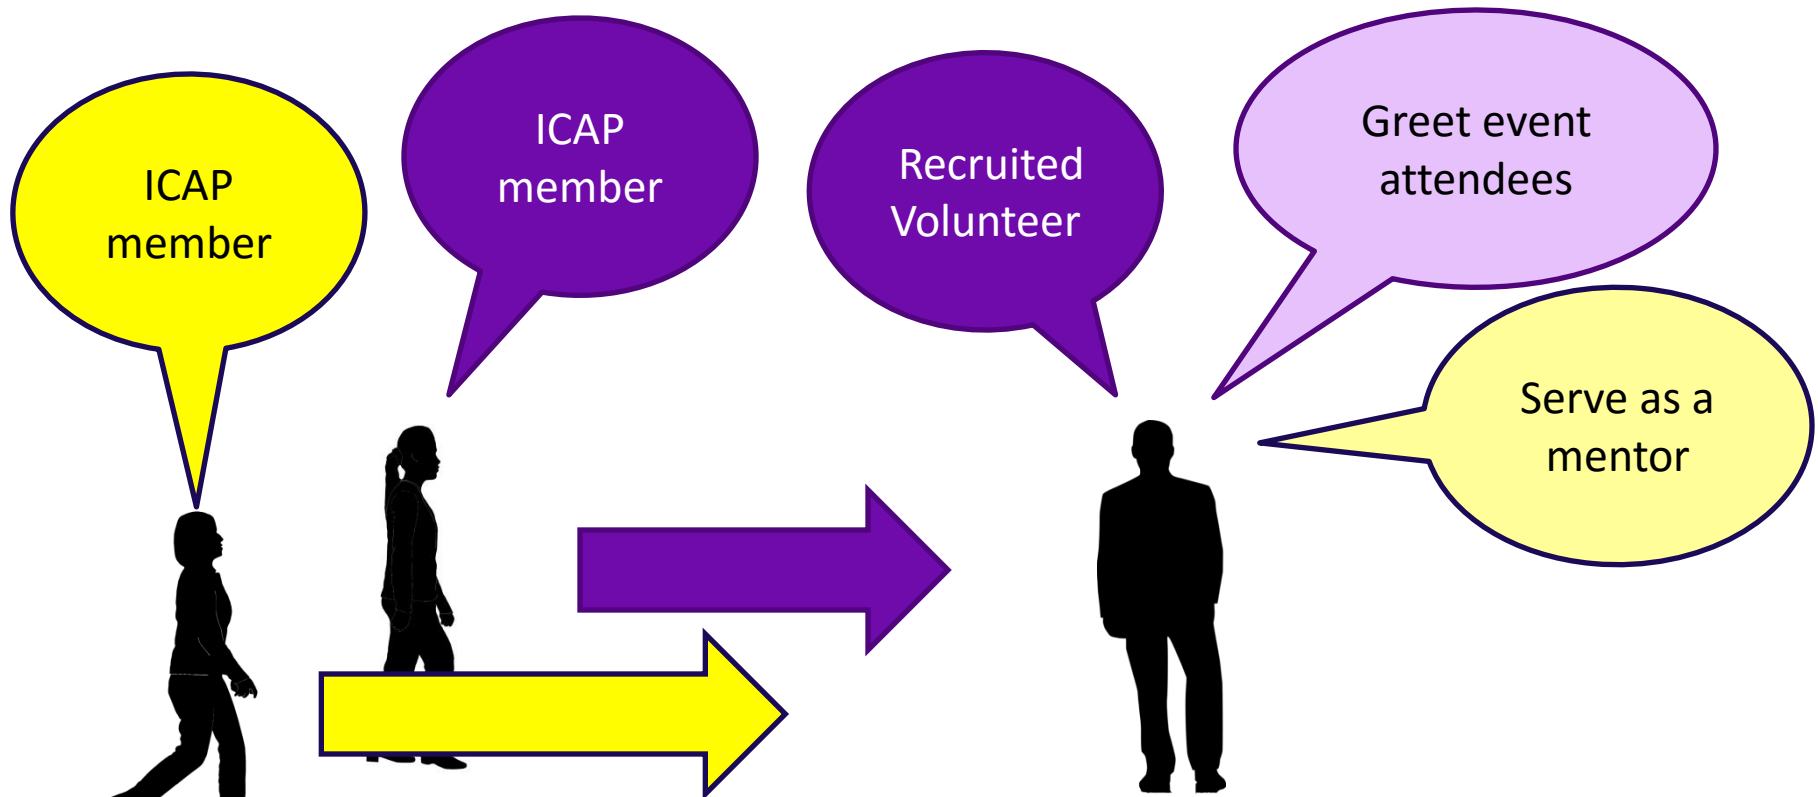 ICAP
member
ICAP
member
Recruited
Volunteer
Greet event
attendees
Serve as a
mentor